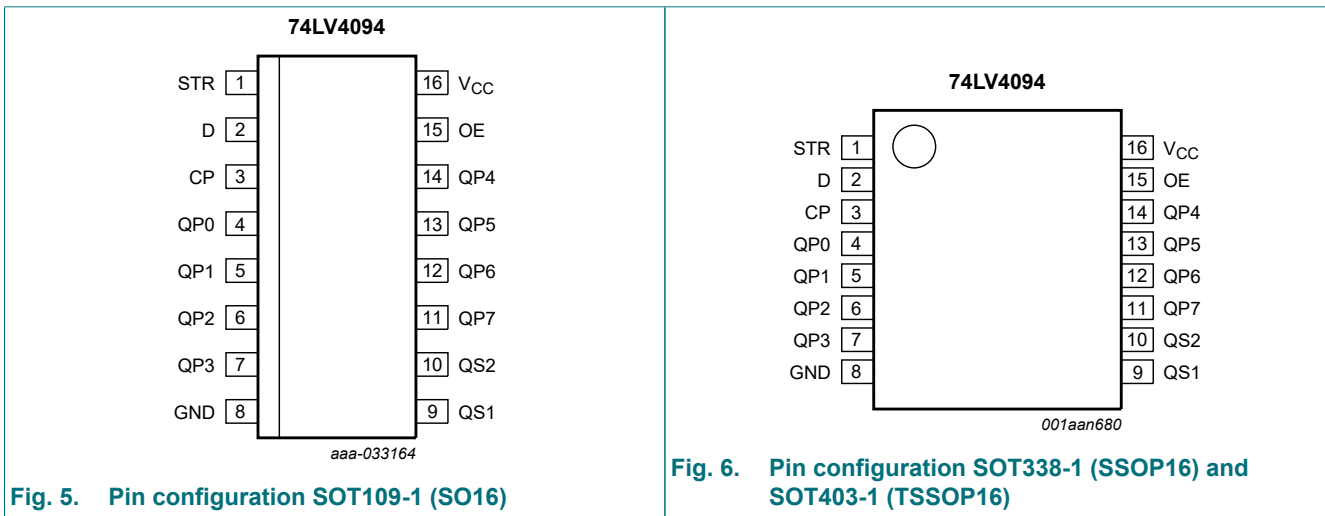 74LV4094
STR 1 16 VCC
D 2 15 OE
CP 3 14 QP4
QP0 4 13 QP5
QP1 5 12 QP6
QP2 6 11 QP7
QP3 7 10 QS2
GND 8 9 QS1
aaa-033164
Fig. 5. Pin configuration SOT109-1 (SO16)
74LV4094
STR 1 16 VCC
D 2 15 OE
CP 3 14 QP4
QP0 4 13 QP5
QP1 5 12 QP6
QP2 6 11 QP7
QP3 7 10 QS2
GND 8 9 QS1
001aan680
Fig. 6. Pin configuration SOT338-1 (SSOP16) and
SOT403-1 (TSSOP16)